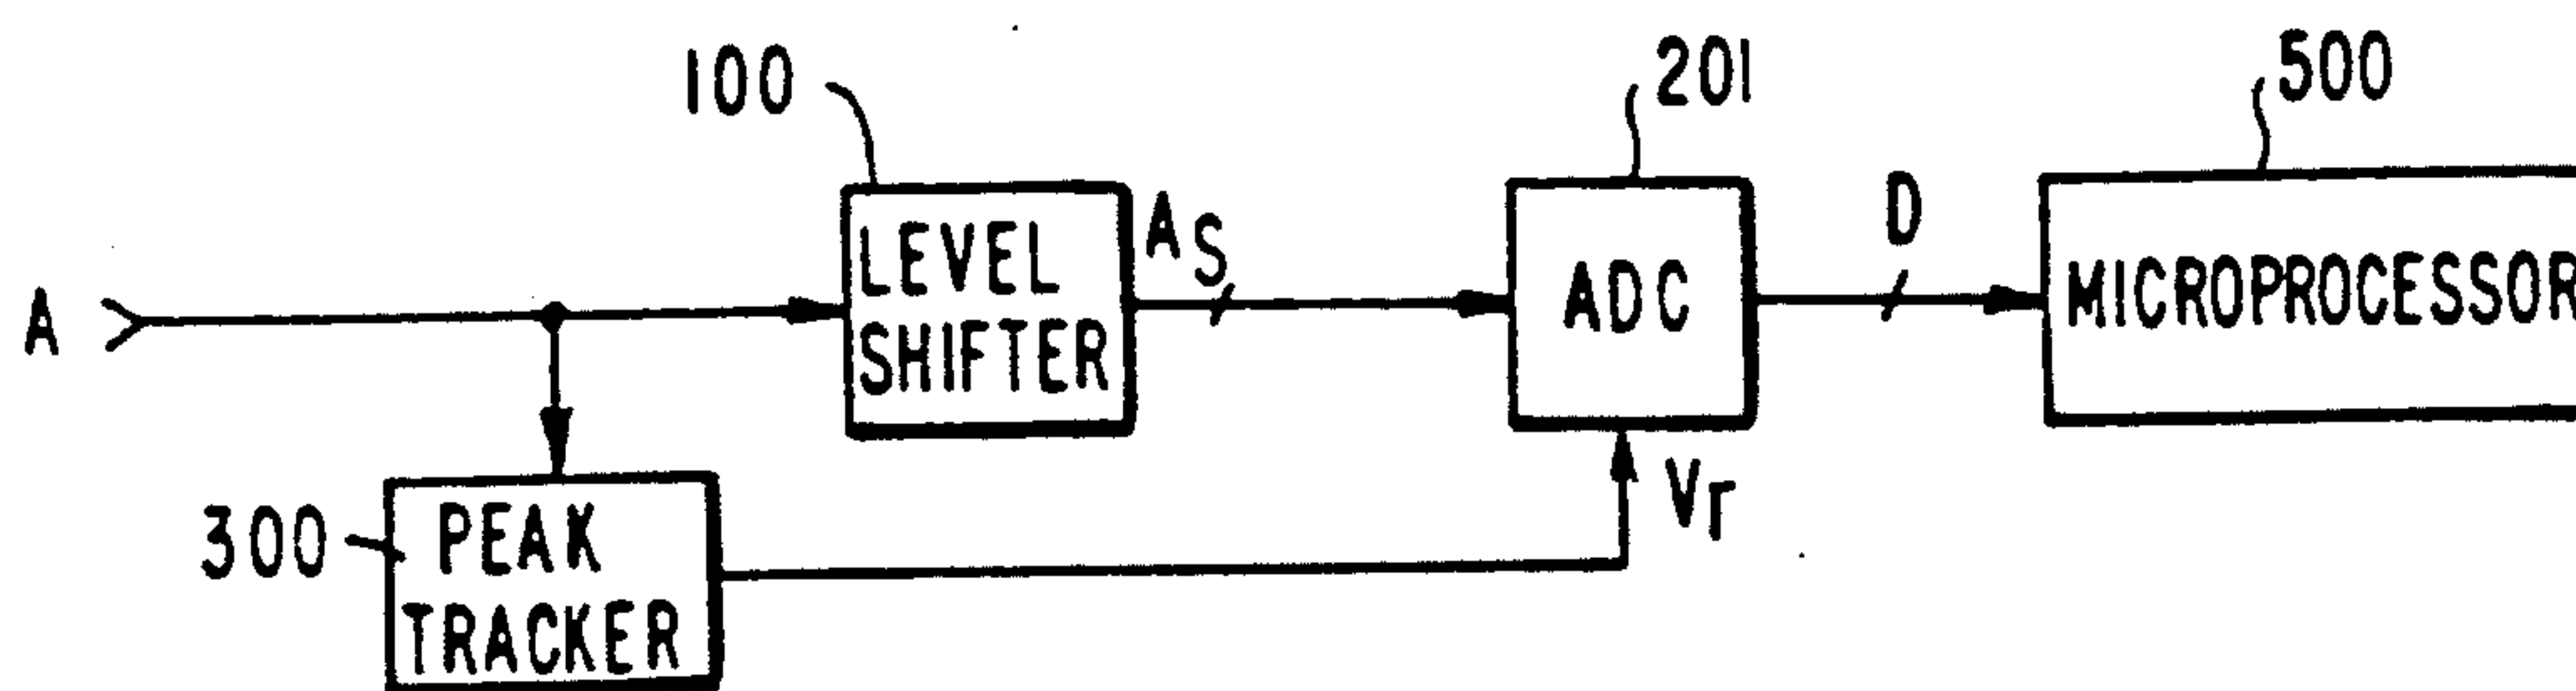 100
201
500
A
LEVEL
SHIFTER
AS
ADC
D
MICROPROCESSOR
300
PEAK
TRACKER
Vr